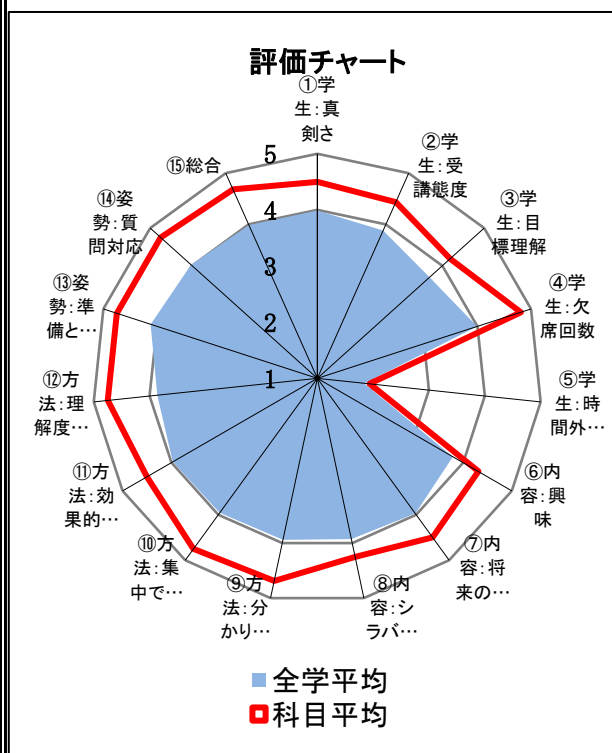 評価チャート
①学
生：真
剣さ
②学
生：受
講態度
③学
生：目
標理解
④学
生：欠
席回数
⑤学
生：時
間外…
⑥内
容：興
味
⑦内
容：将
来の…
⑧内
容：シ
ラバ…
⑨方
法：分
かり…
⑩方
法：集
中で…
⑪方
法：効
果的…
⑫方
法：理
解度…
⑬姿
勢：準
備と…
⑭姿
勢：質
問対応
⑮総合
5
4
3
2
1
全学平均
科目平均